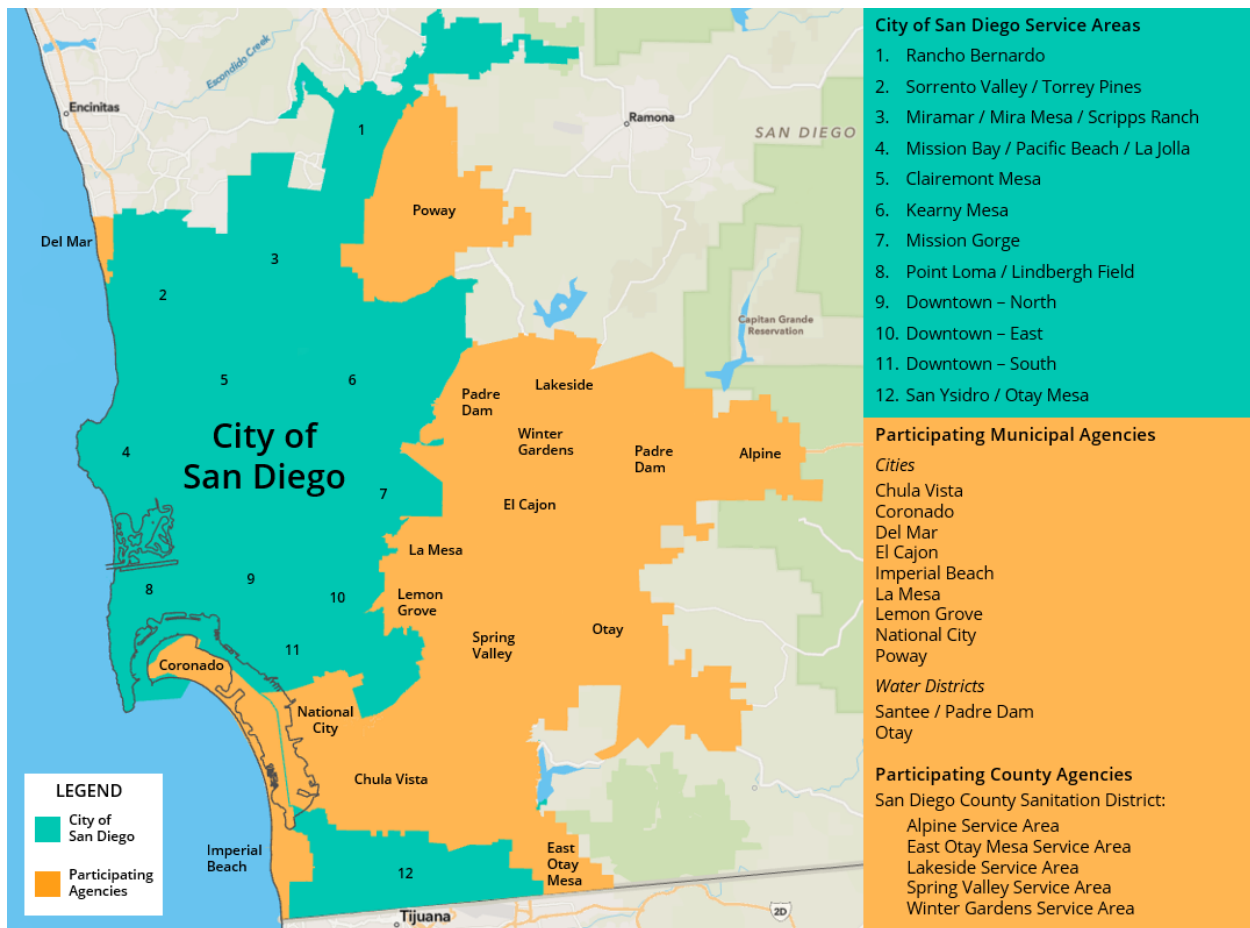 Escondido Creek
Encinitas
Ramona
SAN DIEGO
1
Poway
Del Mar
3
2
Capitan Grande
Reservation
5
6
Lakeside
Padre
Dam
City of
San Diego
4
Winter
Gardens
Padre
Dam
Alpine
7
El Cajon
La Mesa
9
8
10
Lemon
Grove
Spring
Valley
Otay
11
Coronado
National
City
Chula Vista
Imperial
Beach
12
East
Otay
Mesa
Tijuana
2D
LEGEND
City of
San Diego
Participating
Agencies
City of San Diego Service Areas
1. Rancho Bernardo
2. Sorrento Valley / Torrey Pines
3. Miramar / Mira Mesa / Scripps Ranch
4. Mission Bay / Pacific Beach / La Jolla
5. Clairemont Mesa
6. Kearny Mesa
7. Mission Gorge
8. Point Loma / Lindbergh Field
9. Downtown – North
10. Downtown – East
11. Downtown – South
12. San Ysidro / Otay Mesa
Participating Municipal Agencies
Cities
Chula Vista
Coronado
Del Mar
El Cajon
Imperial Beach
La Mesa
Lemon Grove
National City
Poway
Water Districts
Santee / Padre Dam
Otay
Participating County Agencies
San Diego County Sanitation District:
Alpine Service Area
East Otay Mesa Service Area
Lakeside Service Area
Spring Valley Service Area
Winter Gardens Service Area